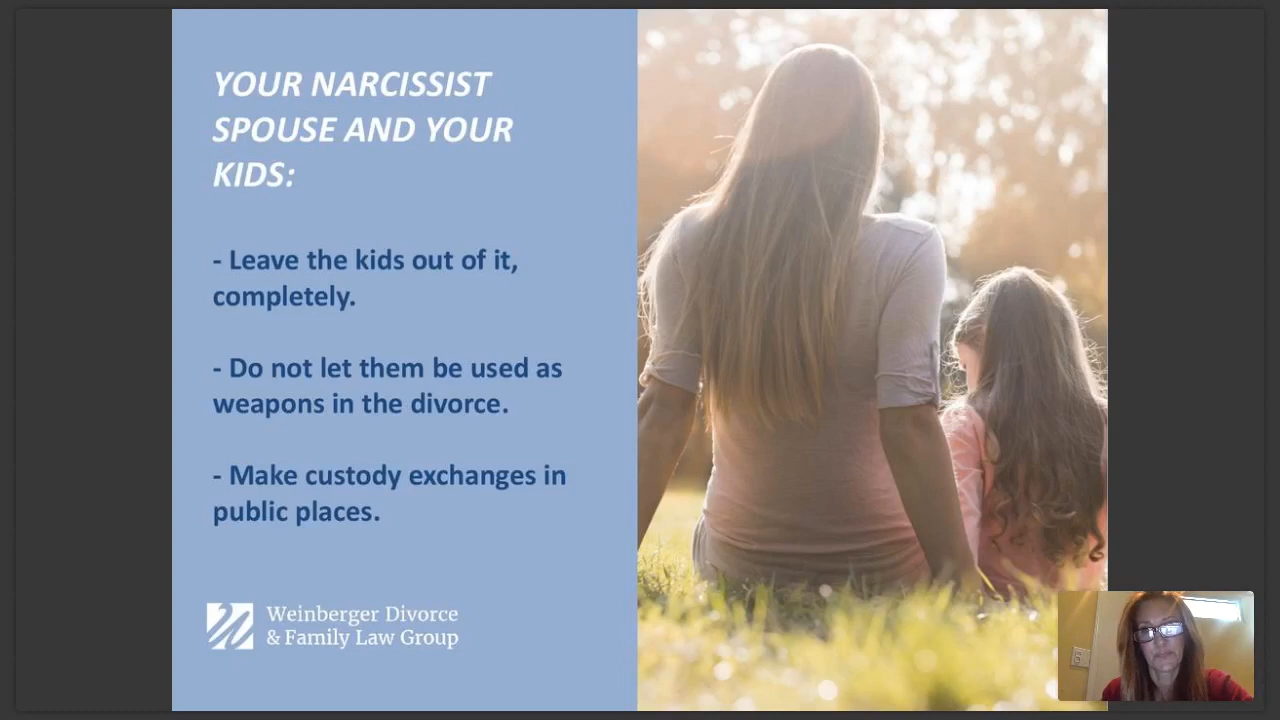 YOUR NARCISSIST
SPOUSE AND YOUR
KIDS:
- Leave the kids out of it,
completely.
- Do not let them be used as
weapons in the divorce.
- Make custody exchanges in
public places.
Weinberger Divorce
& Family Law Group